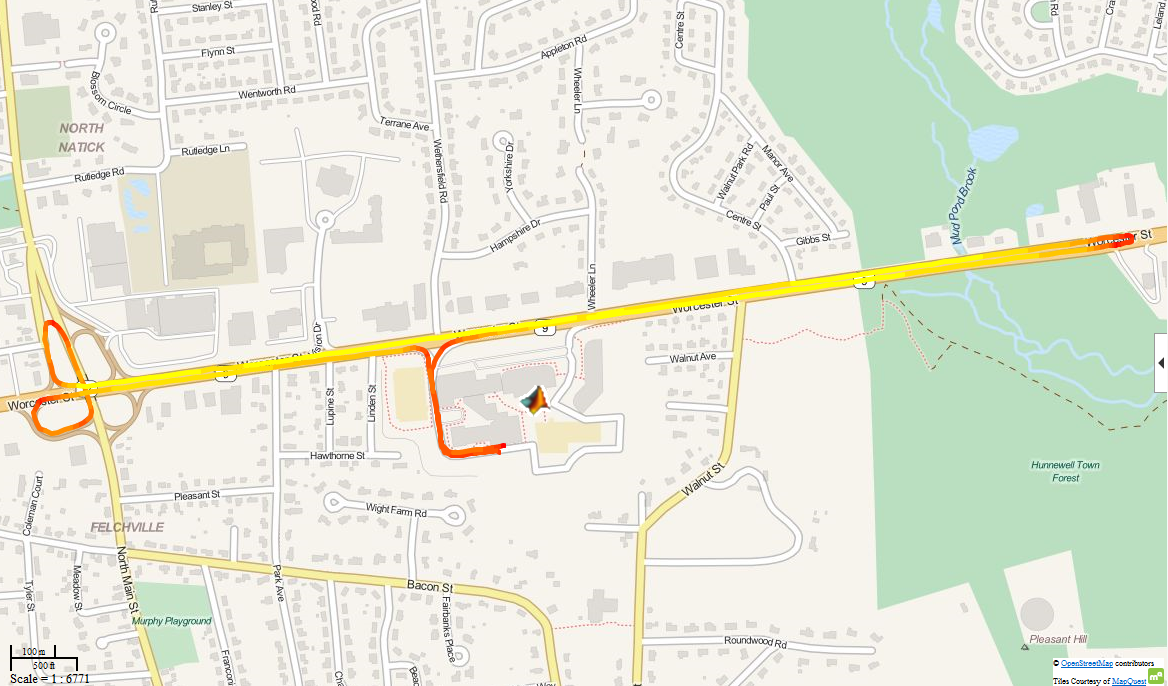 Stanley St
Flynn St
Wentworth Rd
Blossom Circle
Appleton Rd
Centre St
Wheeler Ln
Terrane Ave
NORTH
NATICK
Rutledge Ln
Rutledge Rd
Wethersfield Rd
Yorkshire Dr
Hampshire Dr
Walnut Park Rd
Manor Ave
Paul St
Centre St
Gibbs St
Mud Pond Brook
Worcester St
Wheeler Ln
Worcester St
9
9
9
Worcester St
Walnut Ave
Lupine St
Linden St
Hawthorne St
Pleasant St
Coleman Court
Wight Farm Rd
FELCHVILLE
Walnut St
Hunnewell Town
Forest
North Main St
Tyler St
Meadow St
Park Ave
Bacon St
Fairbanks Place
Murphy Playground
Roundwood Rd
Pleasant Hill
100 m
500 ft
Scale = 1 : 6771
© OpenStreetMap contributors
Tiles Courtesy of MapQuest